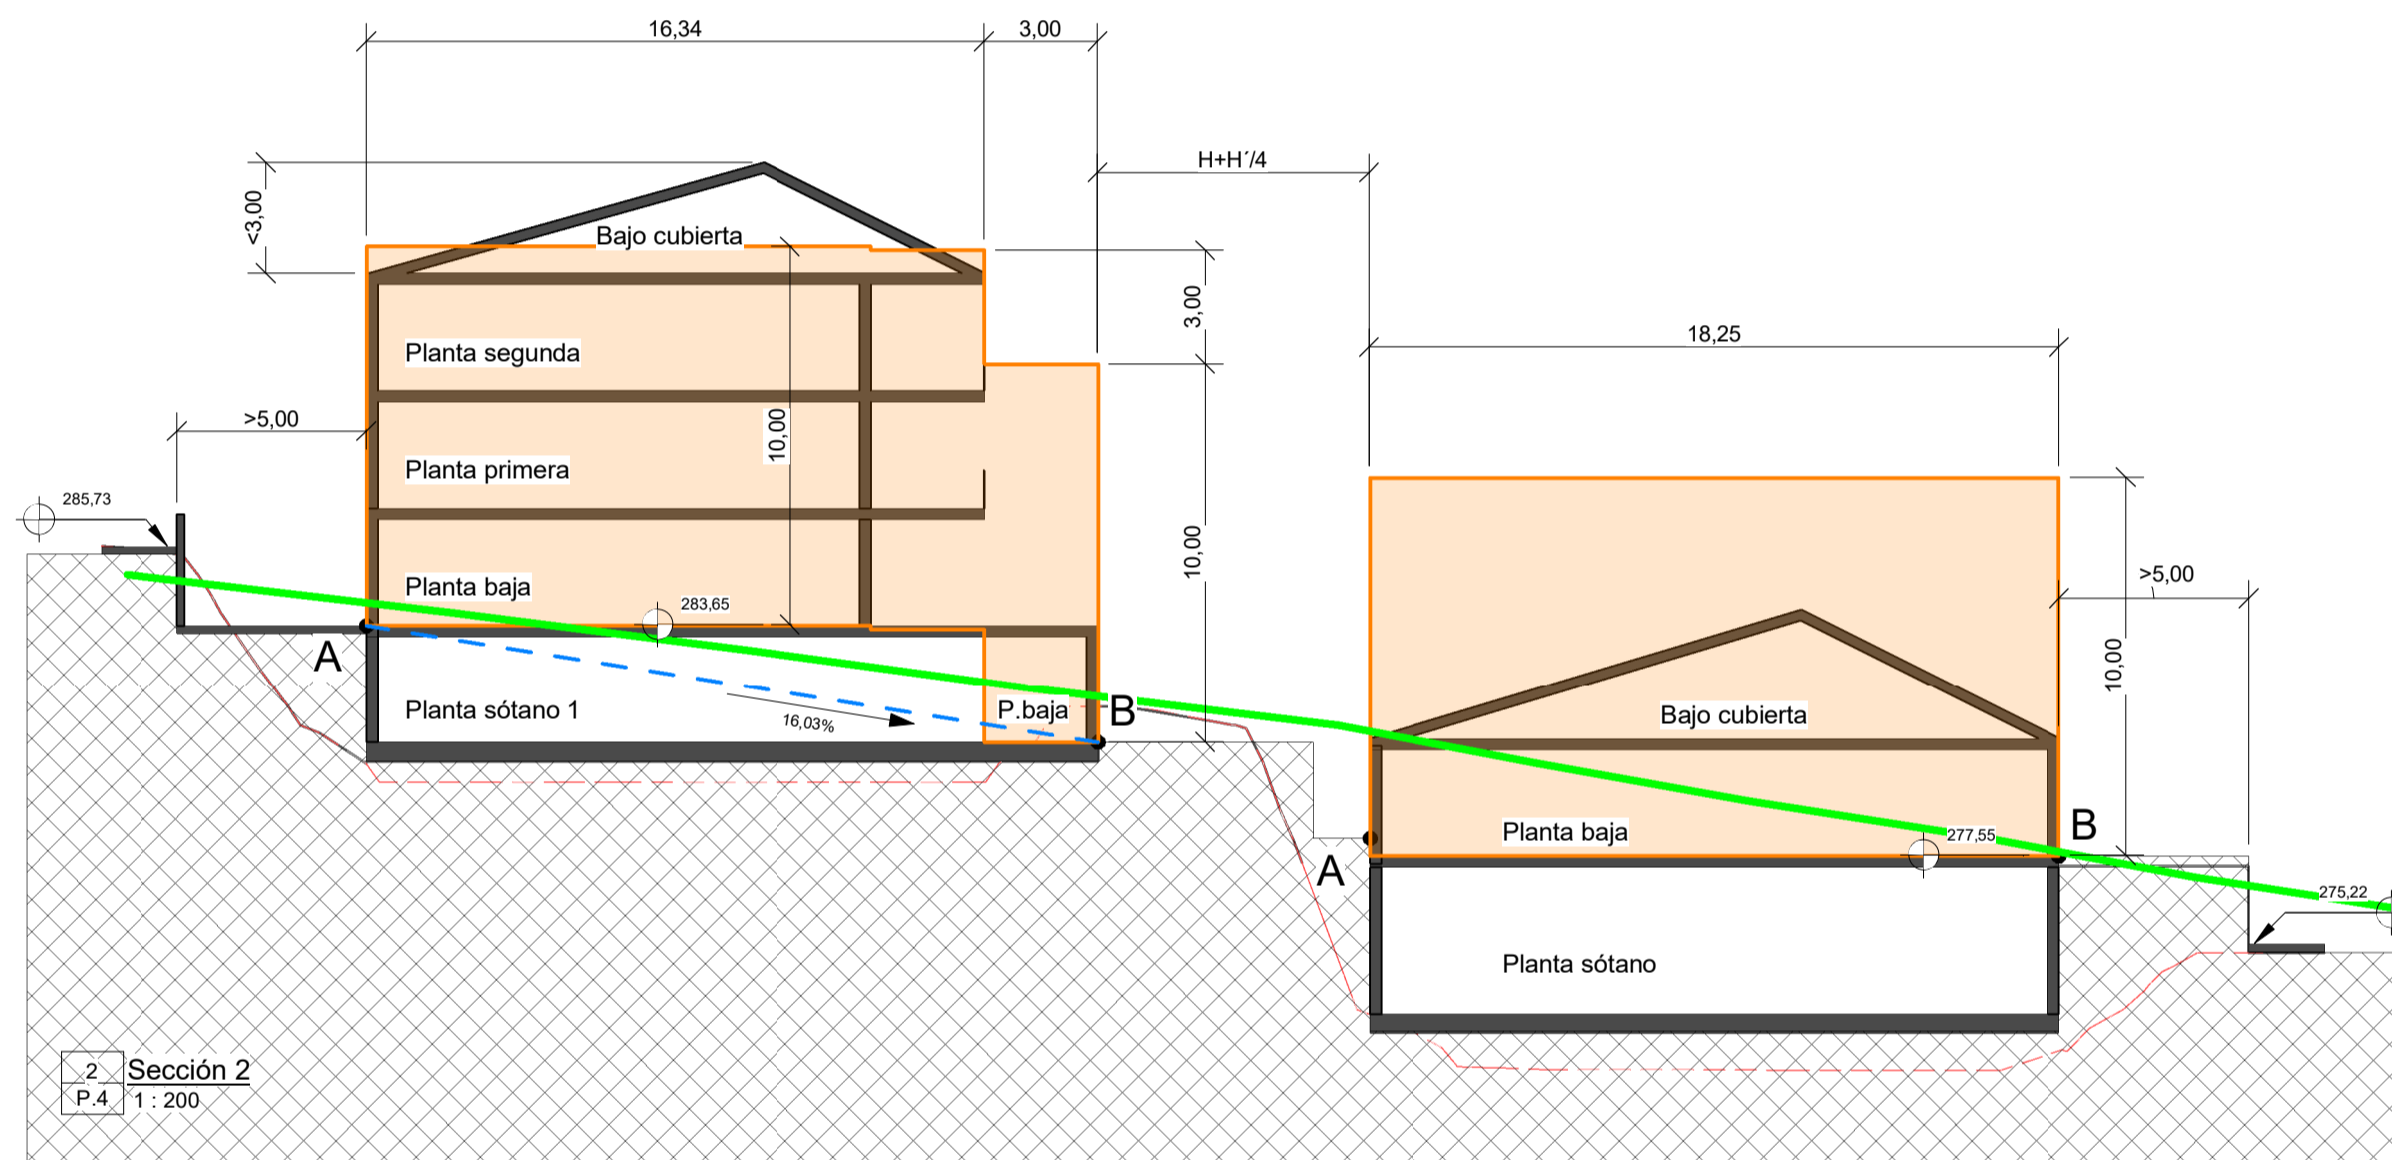 16,34
3,00
H+H´/4
<3,00
Bajo cubierta
3,00
18,25
Planta segunda
>5,00
10,00
Planta primera
285,73
10,00
>5,00
Planta baja
283,65
10,00
A
Planta sótano 1
16,03%
P.baja
B
Bajo cubierta
Planta baja
277,55
B
A
275,22
Planta sótano
2
Sección 2
P.4
1 : 200